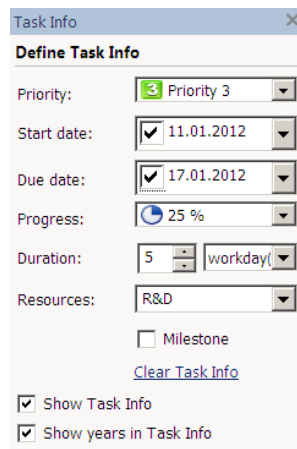 Task Info
Define Task Info
Priority: 3 Priority 3
Start date: 11.01.2012
Due date: 17.01.2012
Progress: 25 %
Duration: 5 workday(
Resources: R&D
Milestone
Clear Task Info
Show Task Info
Show years in Task Info